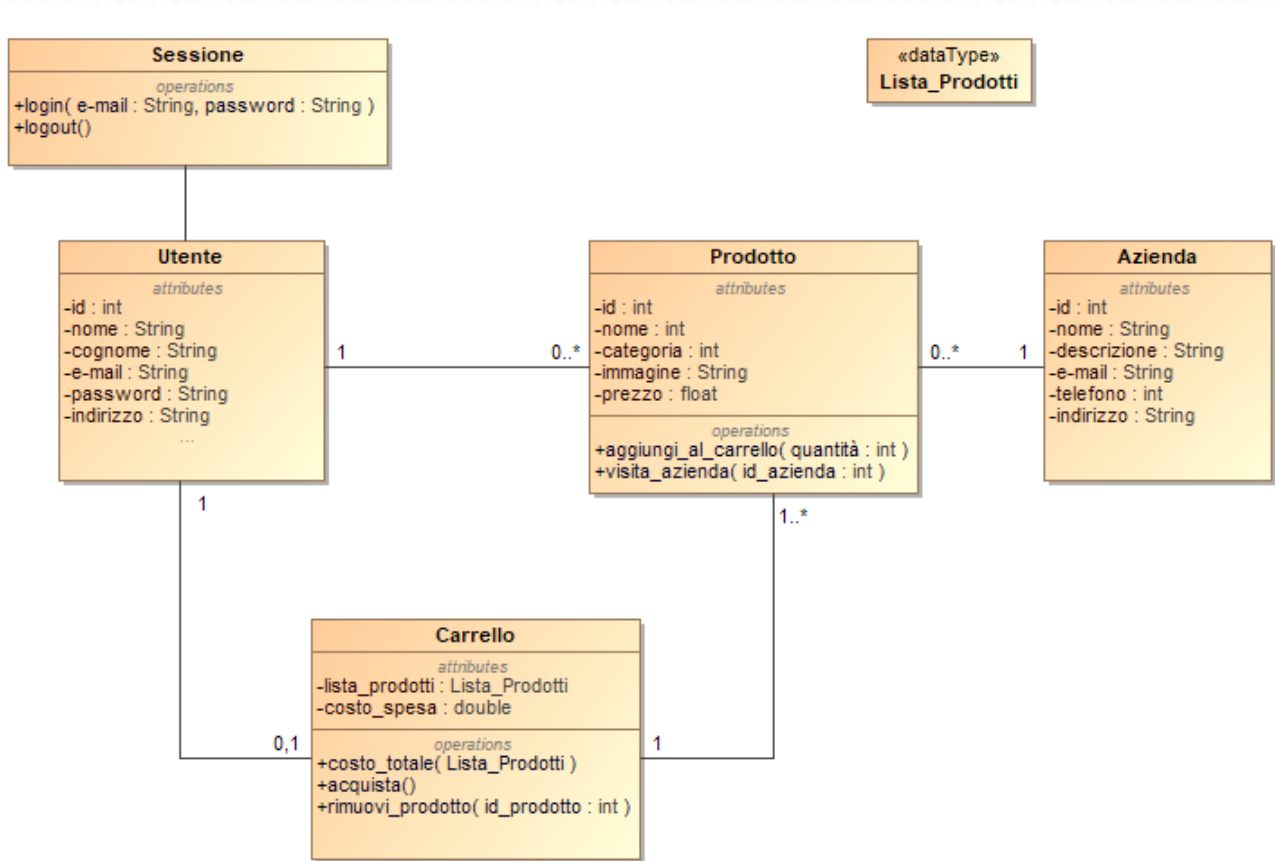 Sessione
operations
+login( e-mail : String, password : String )
+logout()
«dataType»
Lista_Prodotti
Utente
attributes
-id : int
-nome : String
-cognome : String
-e-mail : String
-password : String
-indirizzo : String
...
1
0..*
Prodotto
attributes
-id : int
-nome : int
-categoria : int
-immagine : String
-prezzo : float
operations
+aggiungi_al_carrello( quantità : int )
+visita_azienda( id_azienda : int )
0..*
1
Azienda
attributes
-id : int
-nome : String
-descrizione : String
-e-mail : String
-telefono : int
-indirizzo : String
1
1..*
Carrello
attributes
-lista_prodotti : Lista_Prodotti
-costo_spesa : double
operations
+costo_totale( Lista_Prodotti )
+acquista()
+rimuovi_prodotto( id_prodotto : int )
0,1
1